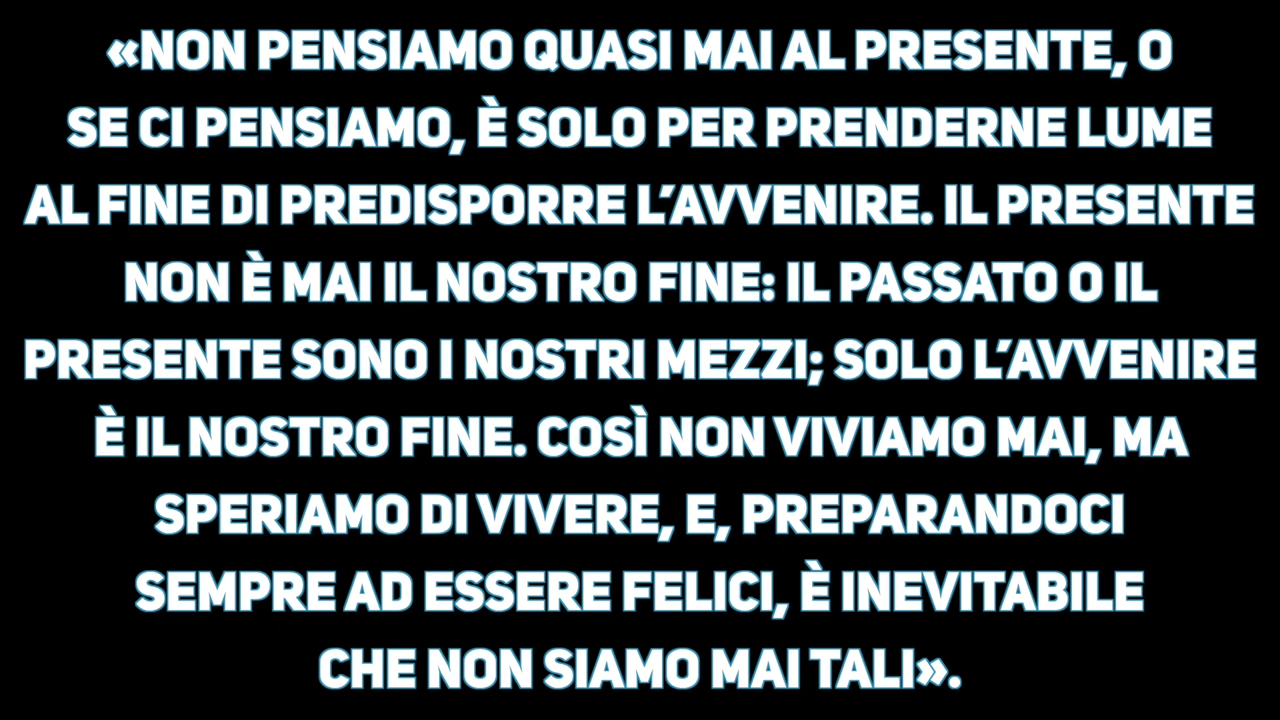 «NON PENSIAMO QUASI MAI AL PRESENTE, O
SE CI PENSIAMO, È SOLO PER PRENDERNE LUME
AL FINE DI PREDISPORRE L’AVVENIRE. IL PRESENTE
NON È MAI IL NOSTRO FINE: IL PASSATO O IL
PRESENTE SONO I NOSTRI MEZZI; SOLO L’AVVENIRE
È IL NOSTRO FINE. COSÌ NON VIVIAMO MAI, MA
SPERIAMO DI VIVERE, E, PREPARANDOCI
SEMPRE AD ESSERE FELICI, È INEVITABILE
CHE NON SIAMO MAI TALI».